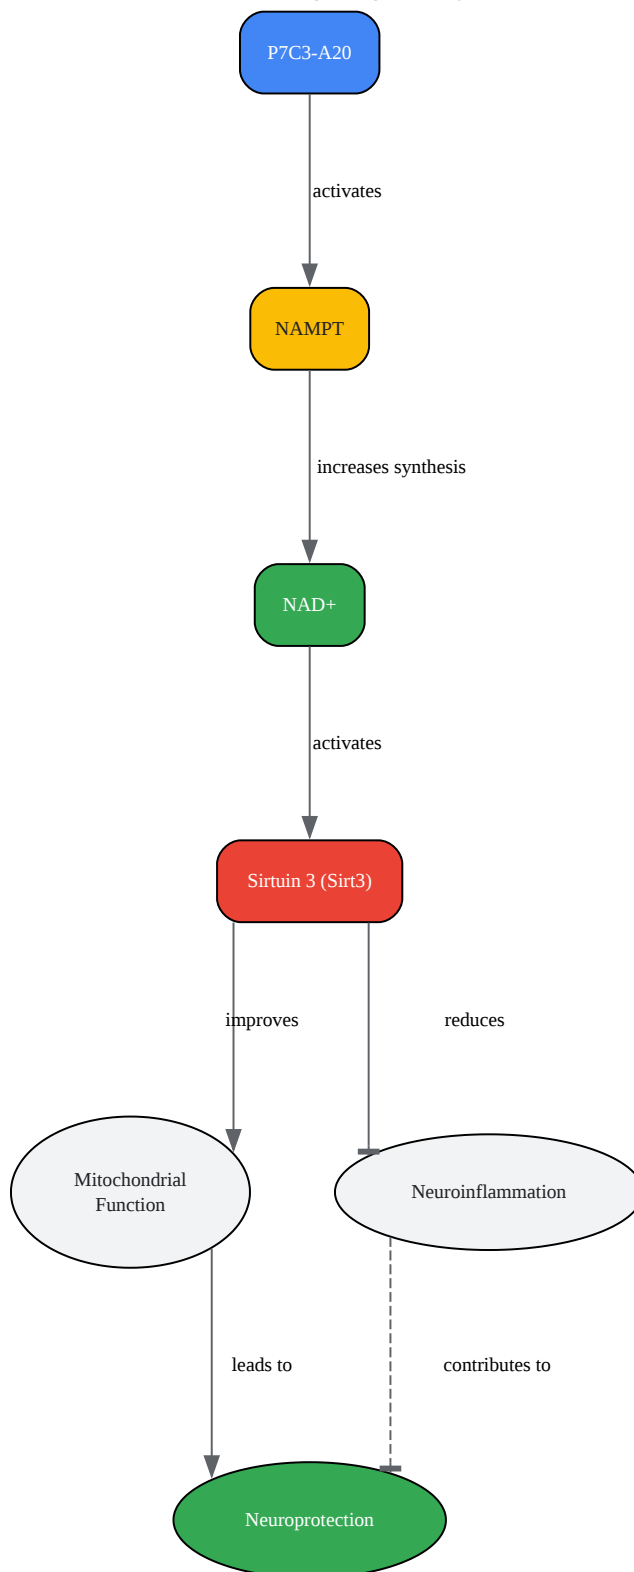 P7C3-A20
activates
NAMPT
increases synthesis
NAD+
activates
Sirtuin 3 (Sirt3)
improves
reduces
Mitochondrial
Function
Neuroinflammation
leads to
contributes to
Neuroprotection